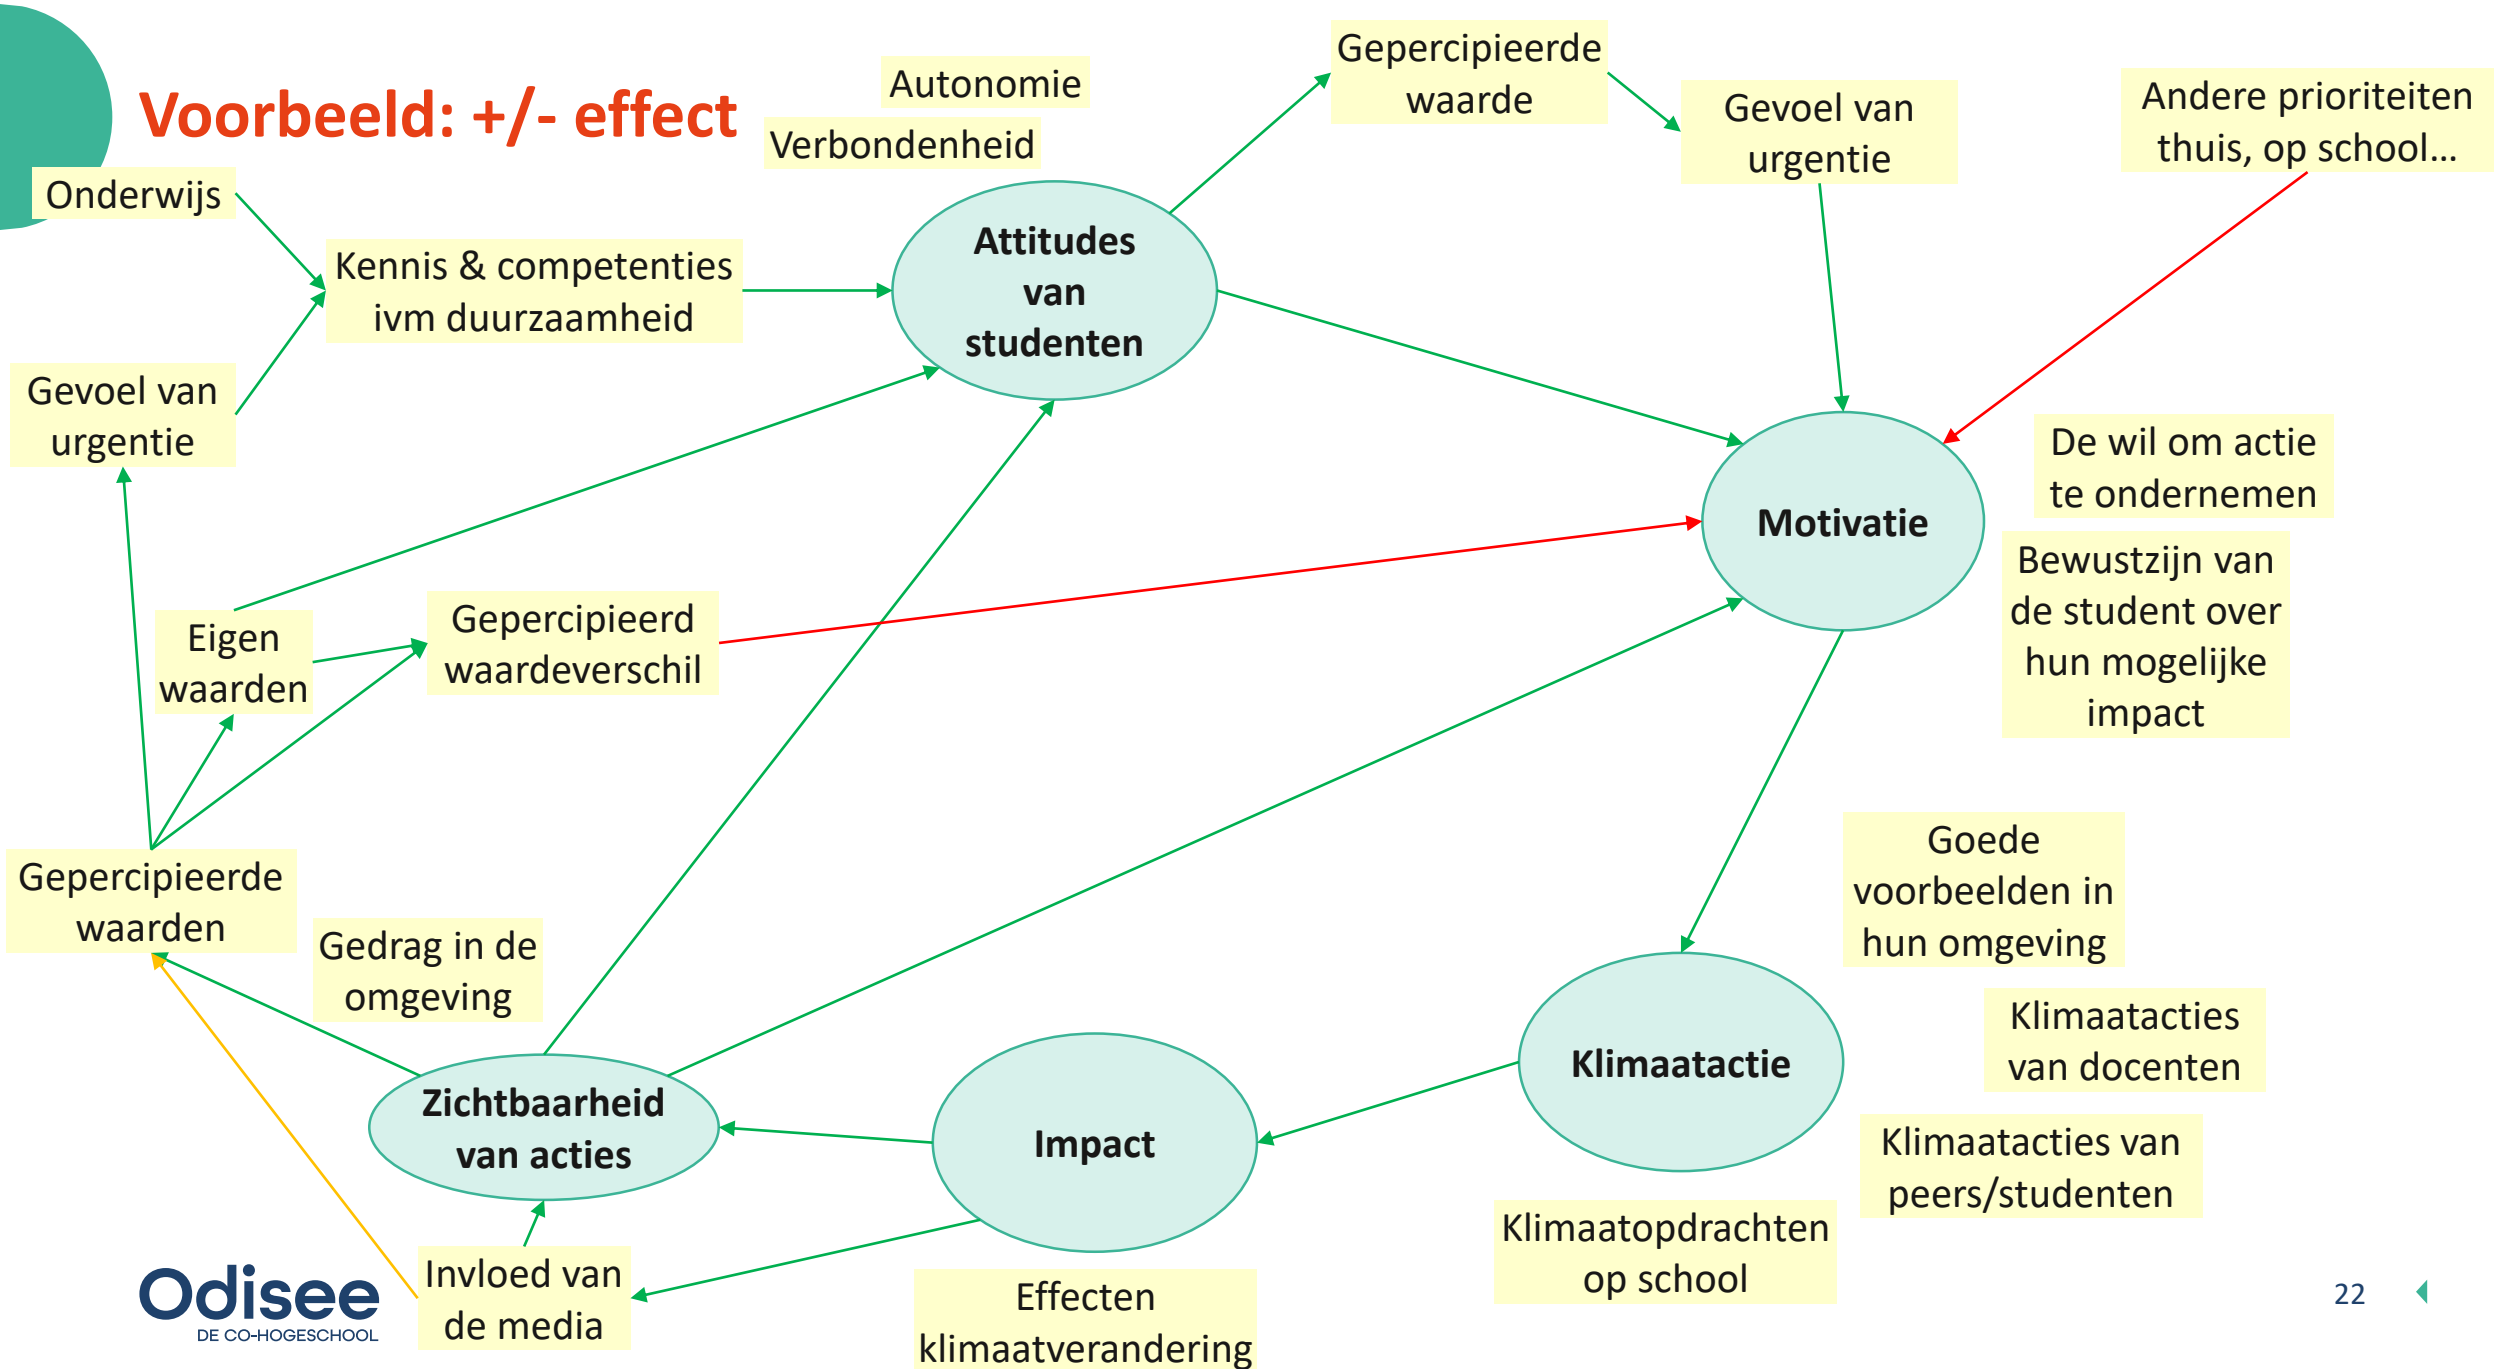 Voorbeeld: +/- effect
Autonomie
Verbondenheid
Gepercipieerde
waarde
Gevoel van
urgentie
Andere prioriteiten
thuis, op school…
Onderwijs
Kennis & competenties
ivm duurzaamheid
Attitudes
van
studenten
Gevoel van
urgentie
Motivatie
De wil om actie
te ondernemen
Bewustzijn van
de student over
hun mogelijke
impact
Eigen
waarden
Gepercipieerd
waardeverschil
Gepercipieerde
waarden
Gedrag in de
omgeving
Goede
voorbeelden in
hun omgeving
Klimaatacties
van docenten
Klimaatactie
Zichtbaarheid
van acties
Impact
Klimaatacties van
peers/studenten
Klimaatopdrachten
op school
Invloed van
de media
Effecten
klimaatverandering
Odisee
DE CO-HOGESCHOOL
22